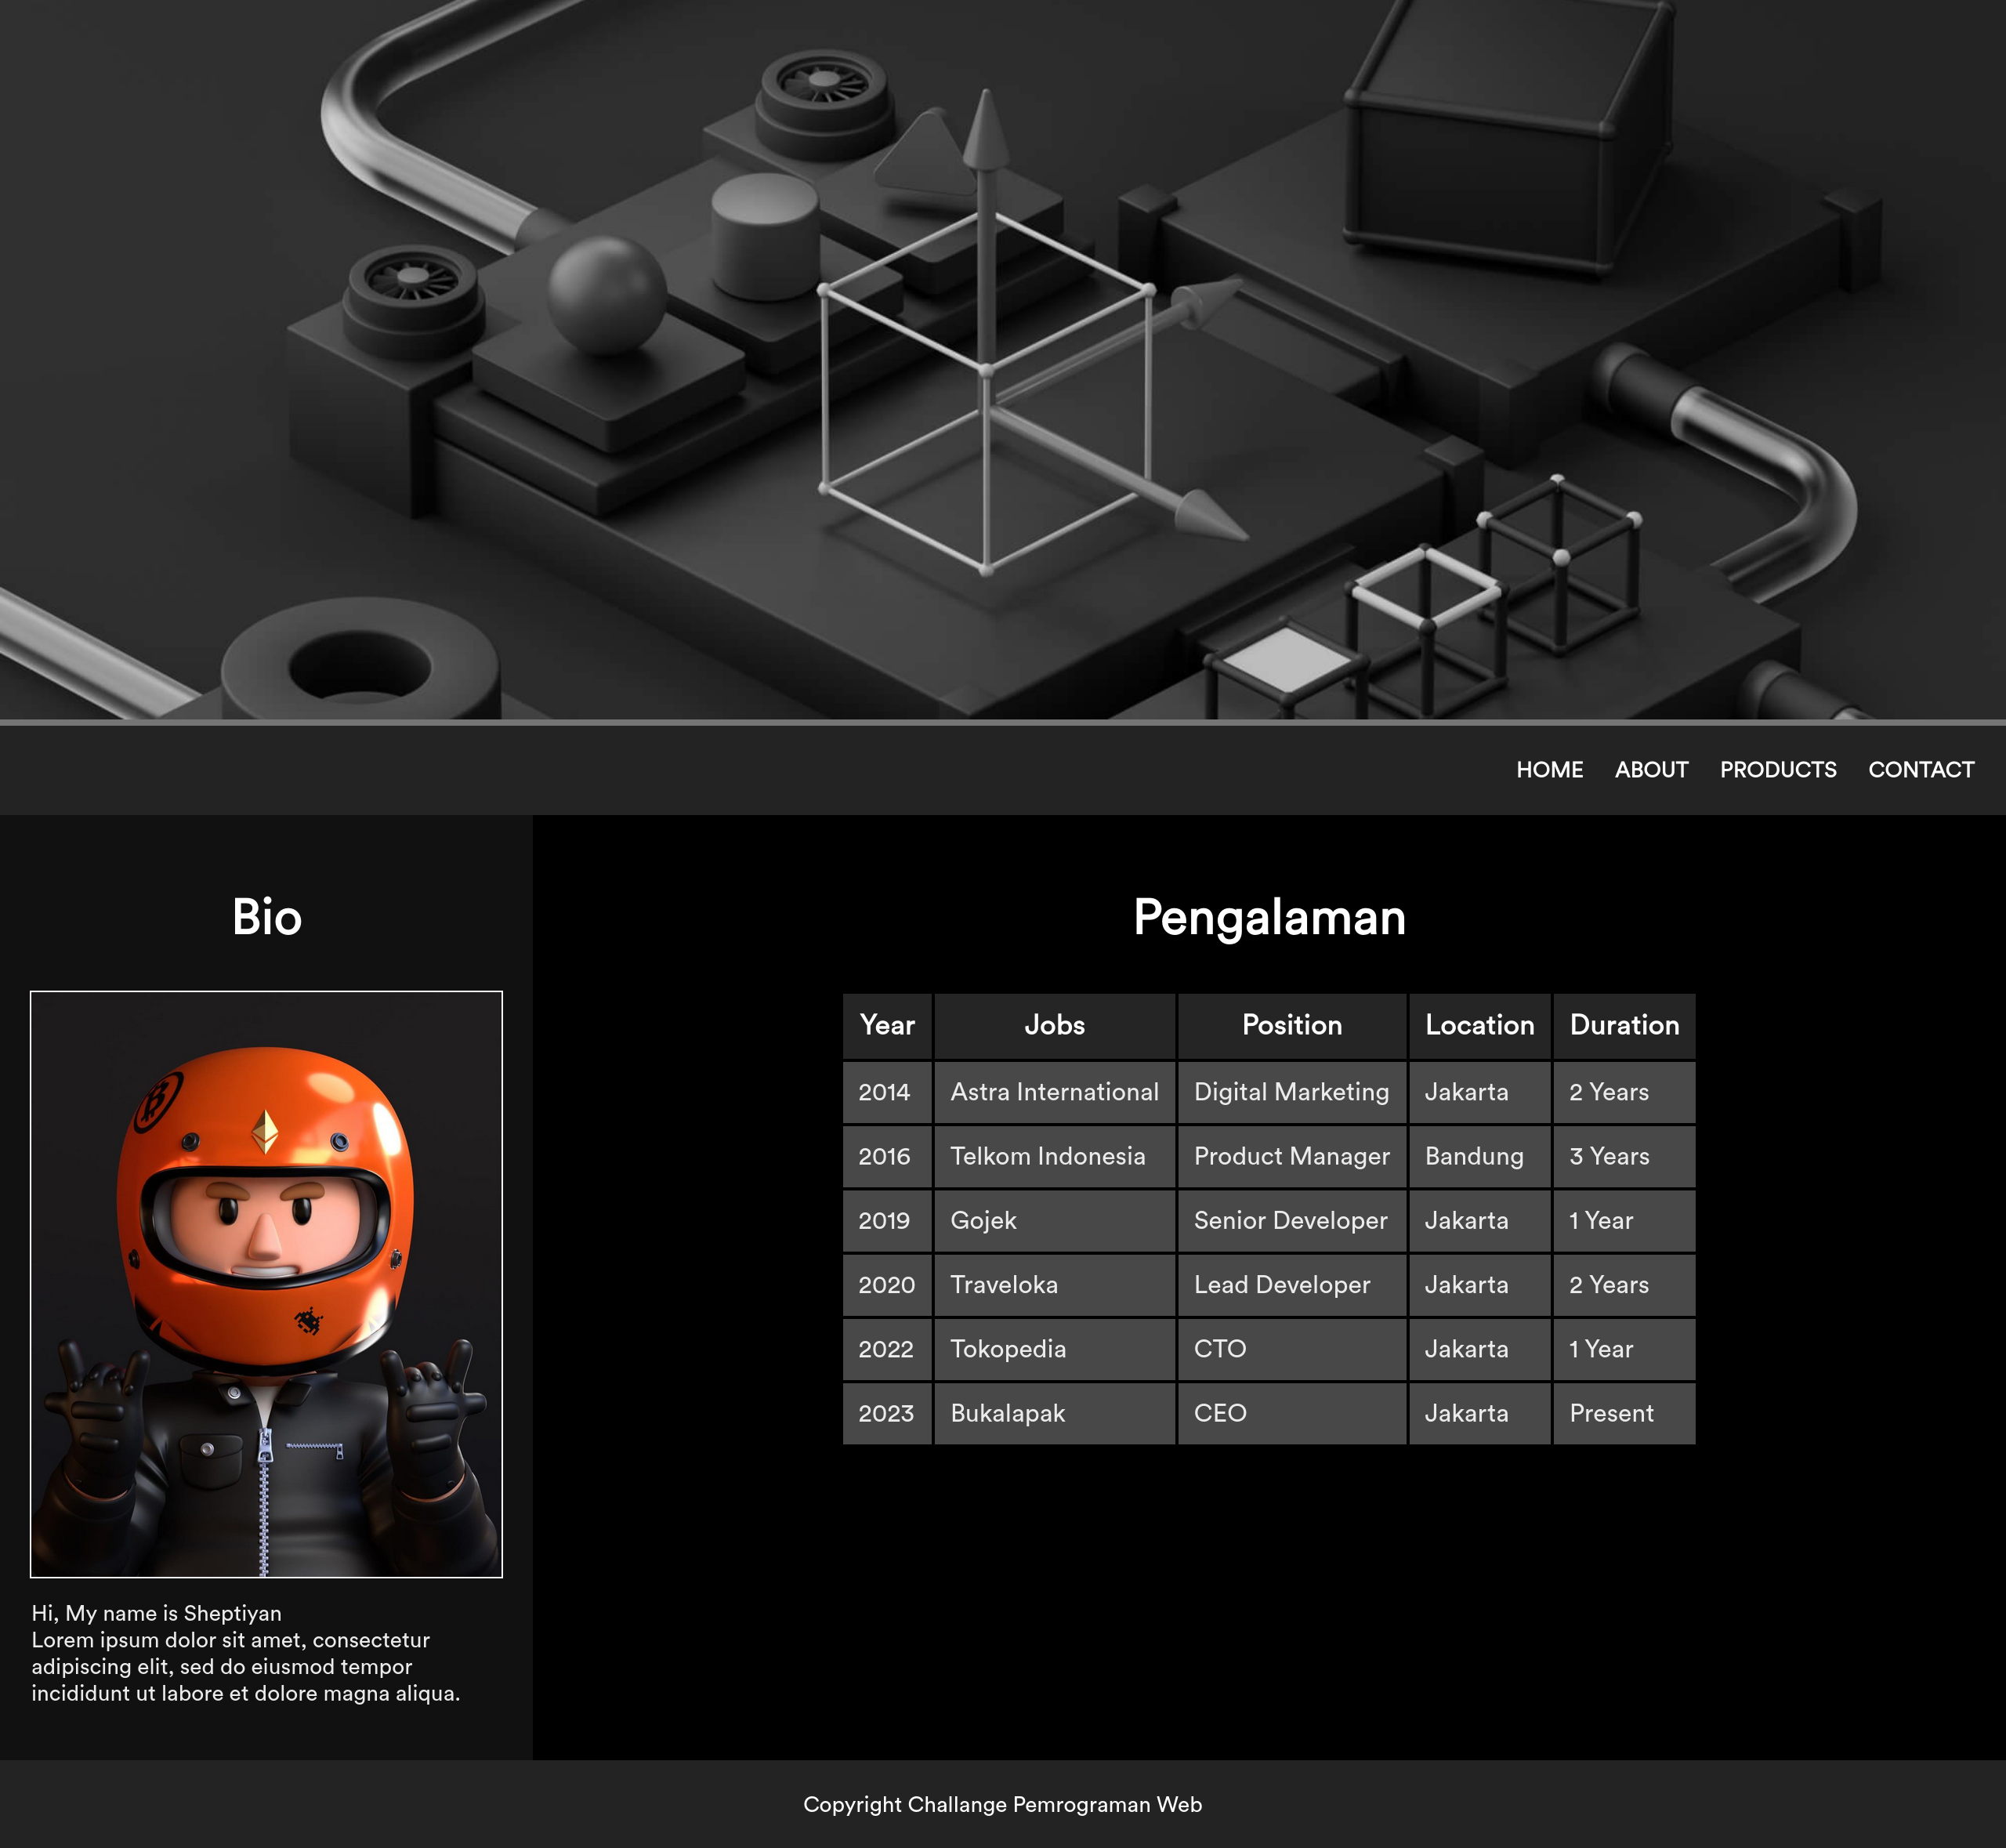 HOME ABOUT PRODUCTS CONTACT
Bio
Hi, My name is Sheptiyan
Lorem ipsum dolor sit amet, consectetur
adipiscing elit, sed do eiusmod tempor
incididunt ut labore et dolore magna aliqua.
Pengalaman
Year Jobs Position Location Duration
2014 Astra International Digital Marketing Jakarta 2 Years
2016 Telkom Indonesia Product Manager Bandung 3 Years
2019 Gojek Senior Developer Jakarta 1 Year
2020 Traveloka Lead Developer Jakarta 2 Years
2022 Tokopedia CTO Jakarta 1 Year
2023 Bukalapak CEO Jakarta Present
Copyright Challange Pemrograman Web